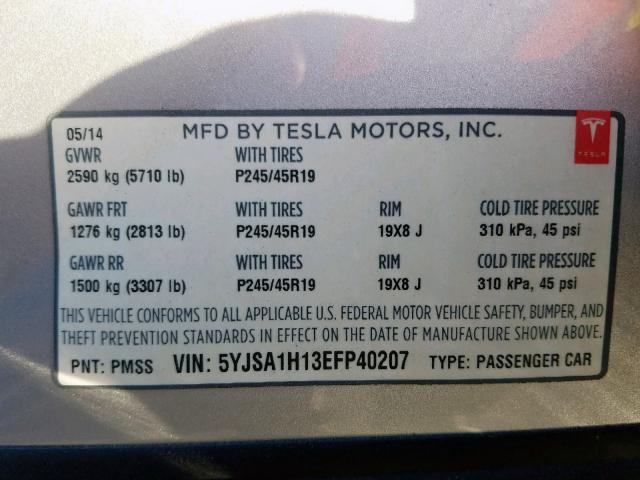 05/14 MFD BY TESLA MOTORS, INC.
TESLA
GVWR WITH TIRES
2590 kg (5710 lb) P245/45R19
GAWR FRT WITH TIRES RIM COLD TIRE PRESSURE
1276 kg (2813 lb) P245/45R19 19X8 J 310 kPa, 45 psi
GAWR RR WITH TIRES RIM COLD TIRE PRESSURE
1500 kg (3307 lb) P245/45R19 19X8 J 310 kPa, 45 psi
THIS VEHICLE CONFORMS TO ALL APPLICABLE U.S. FEDERAL MOTOR VEHICLE SAFETY, BUMPER, AND
THEFT PREVENTION STANDARDS IN EFFECT ON THE DATE OF MANUFACTURE SHOWN ABOVE.
PNT: PMSS VIN: 5YJSA1H13EFP40207 TYPE: PASSENGER CAR